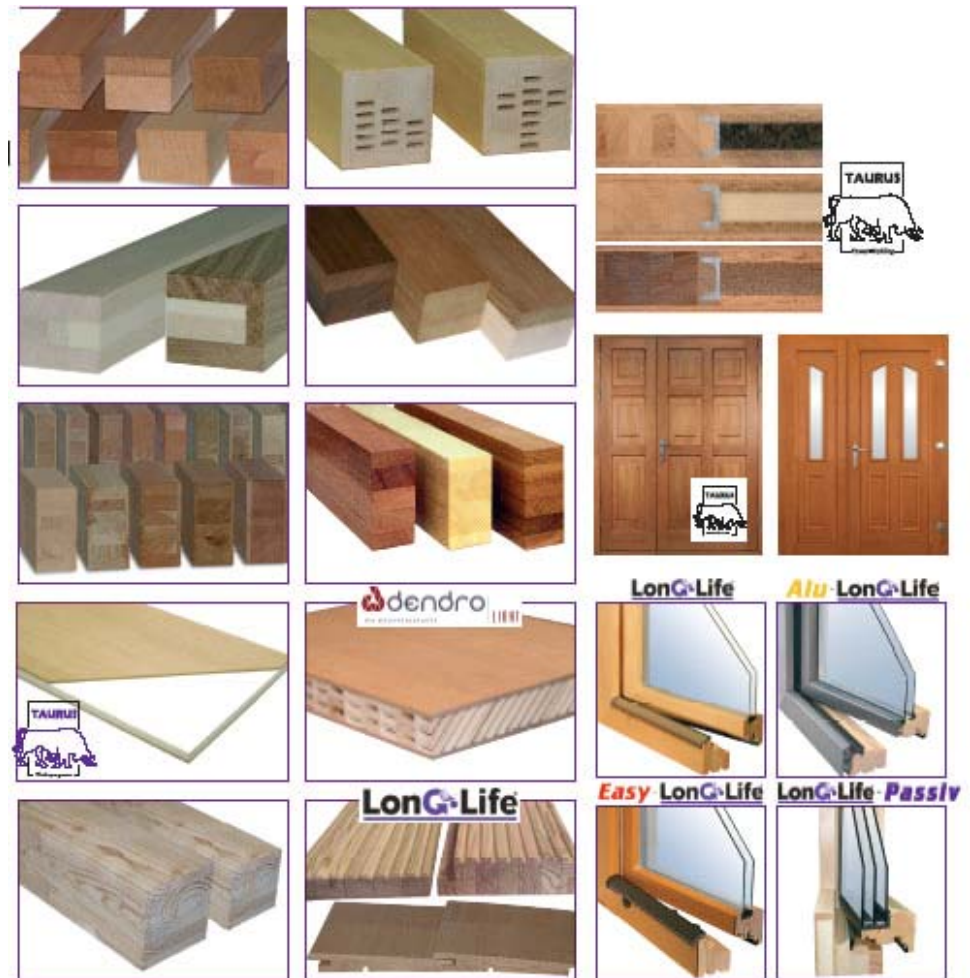 TAURUS
TAURUS
LonG-Life
Alu-LonG-Life
dendro
LIGHT
TAURUS
LonG-Life
Easy-LonG-Life
LonG-Life-Passiv